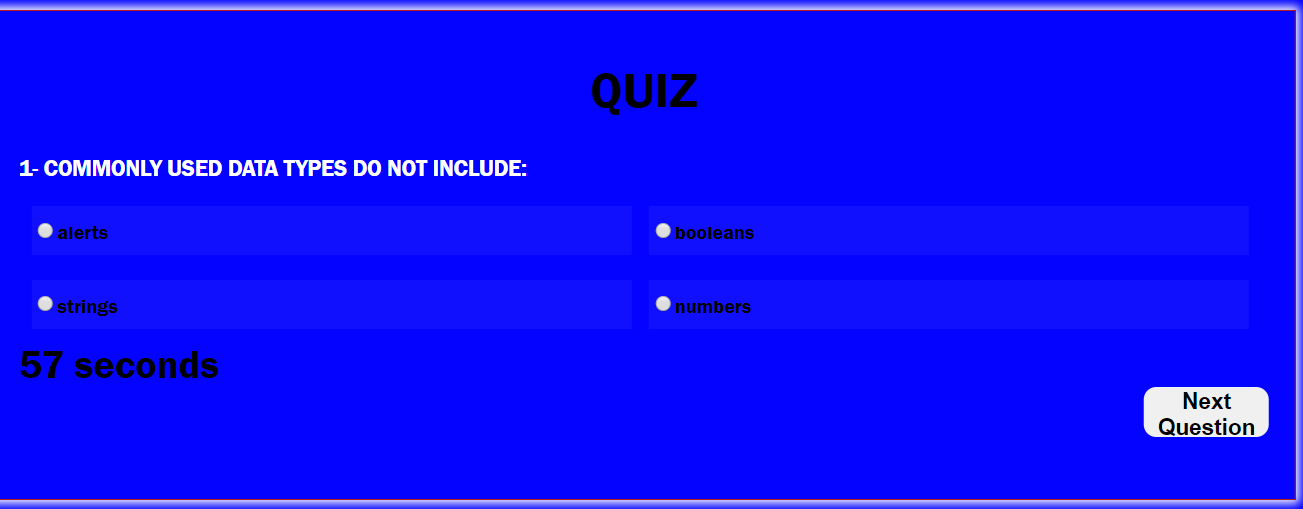 QUIZ
1- COMMONLY USED DATA TYPES DO NOT INCLUDE:
alerts
booleans
strings
numbers
57 seconds
Next
Question